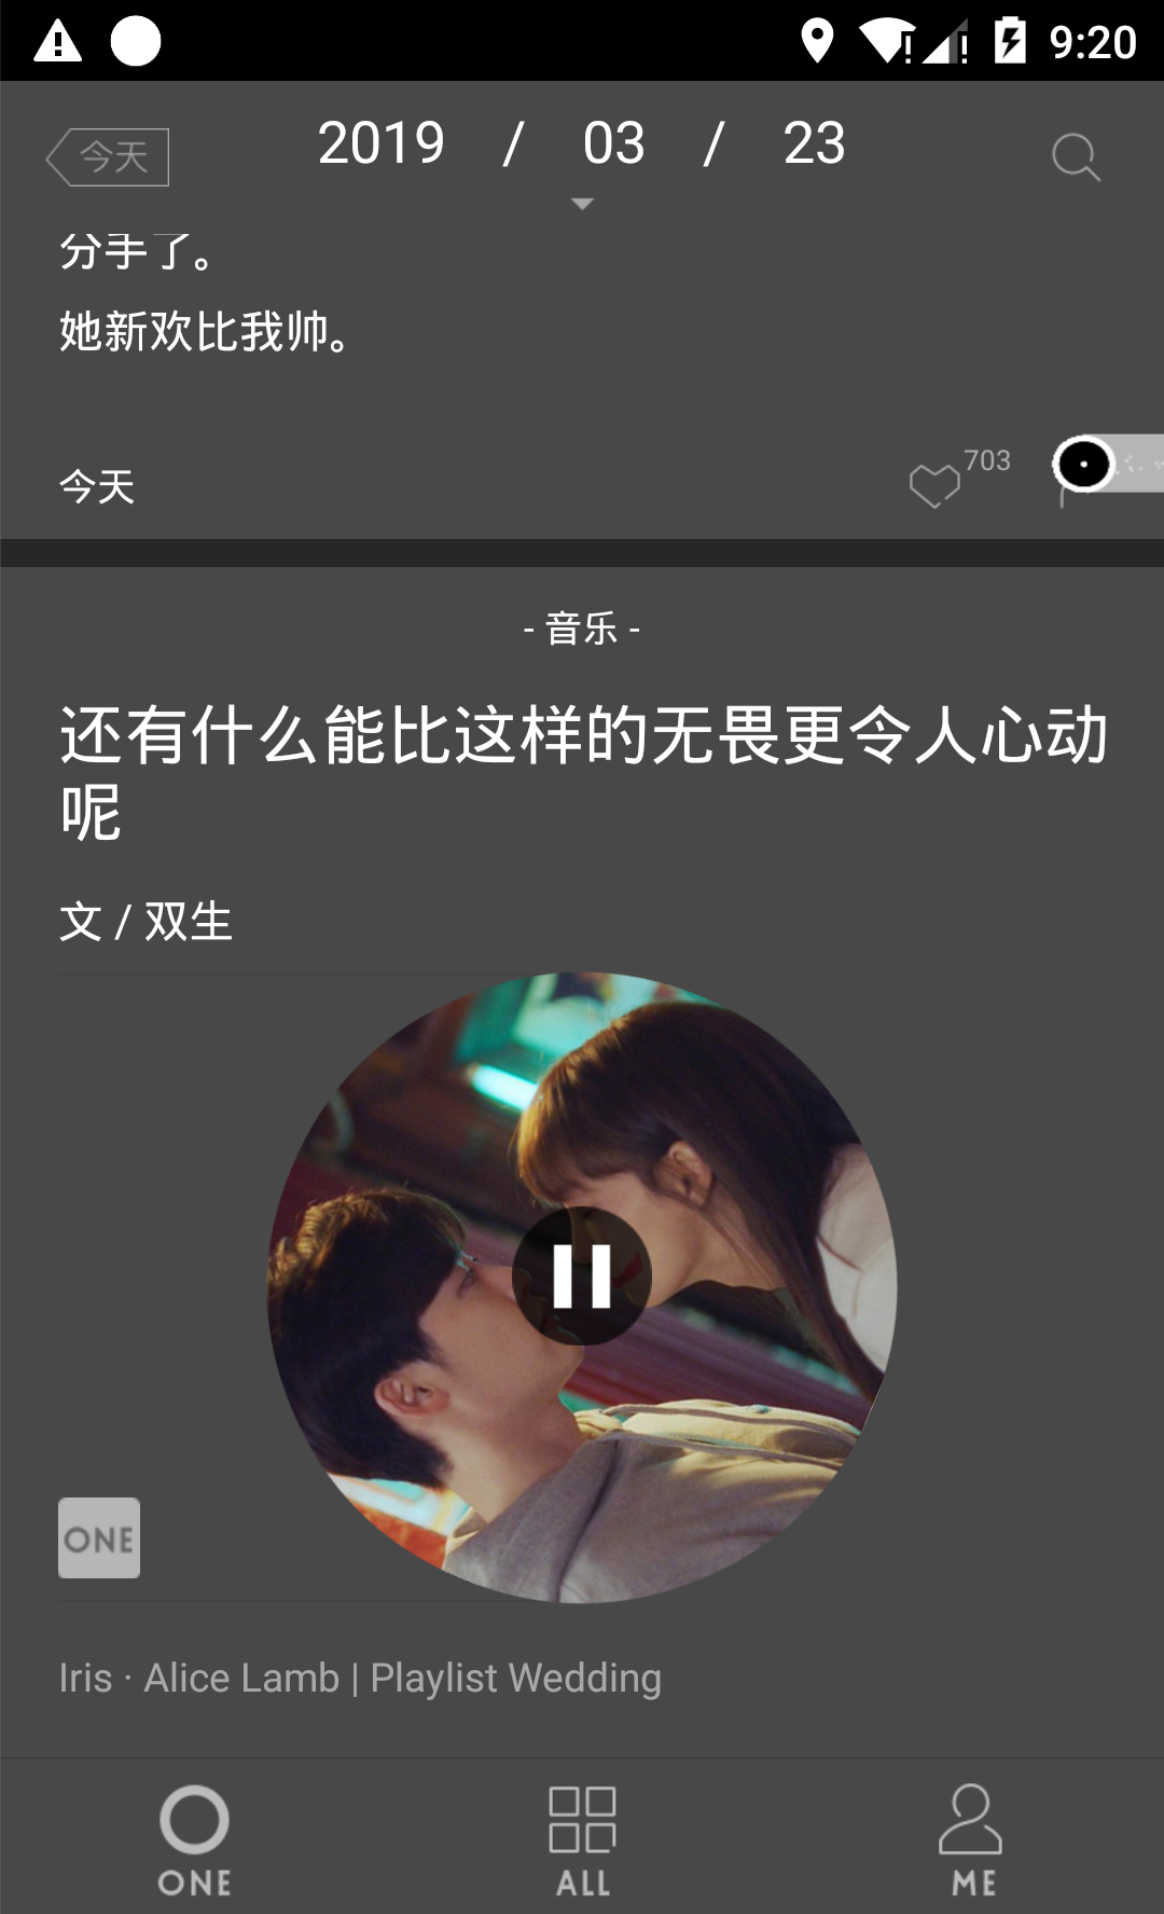 9:20
今天
2019 / 03 / 23
分手了。
她新欢比我帅。
今天
703
- 音乐 -
还有什么能比这样的无畏更令人心动
呢
文 / 双生
ONE
Iris · Alice Lamb | Playlist Wedding
ONE
ALL
ME